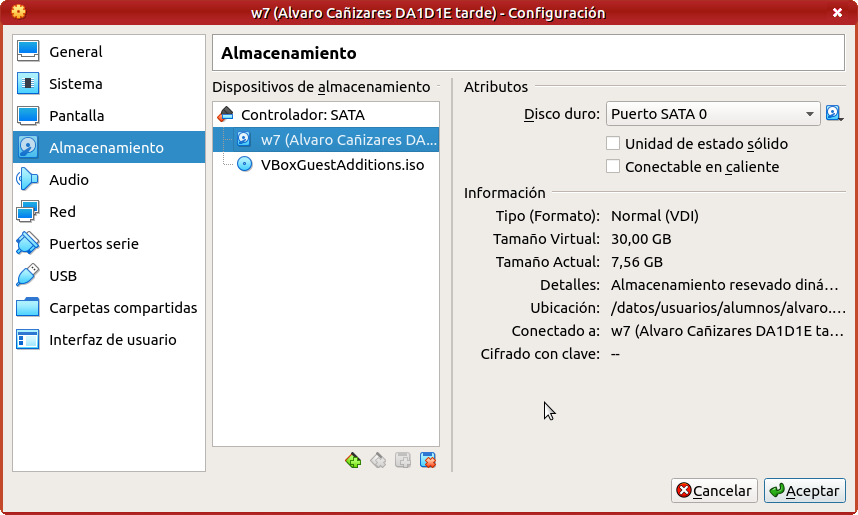 w7 (Alvaro Cañizares DA1D1E tarde) - Configuración
General
Sistema
Pantalla
Almacenamiento
Audio
Red
Puertos serie
USB
Carpetas compartidas
Interfaz de usuario
Almacenamiento
Dispositivos de almacenamiento
Controlador: SATA
w7 (Alvaro Cañizares DA...
VBoxGuestAdditions.iso
Atributos
Disco duro: Puerto SATA 0
Unidad de estado sólido
Conectable en caliente
Información
Tipo (Formato): Normal (VDI)
Tamaño Virtual: 30,00 GB
Tamaño Actual: 7,56 GB
Detalles: Almacenamiento resevado diná...
Ubicación: /datos/usuarios/alumnos/alvaro....
Conectado a: w7 (Alvaro Cañizares DA1D1E ta...
Cifrado con clave: --
Cancelar Aceptar